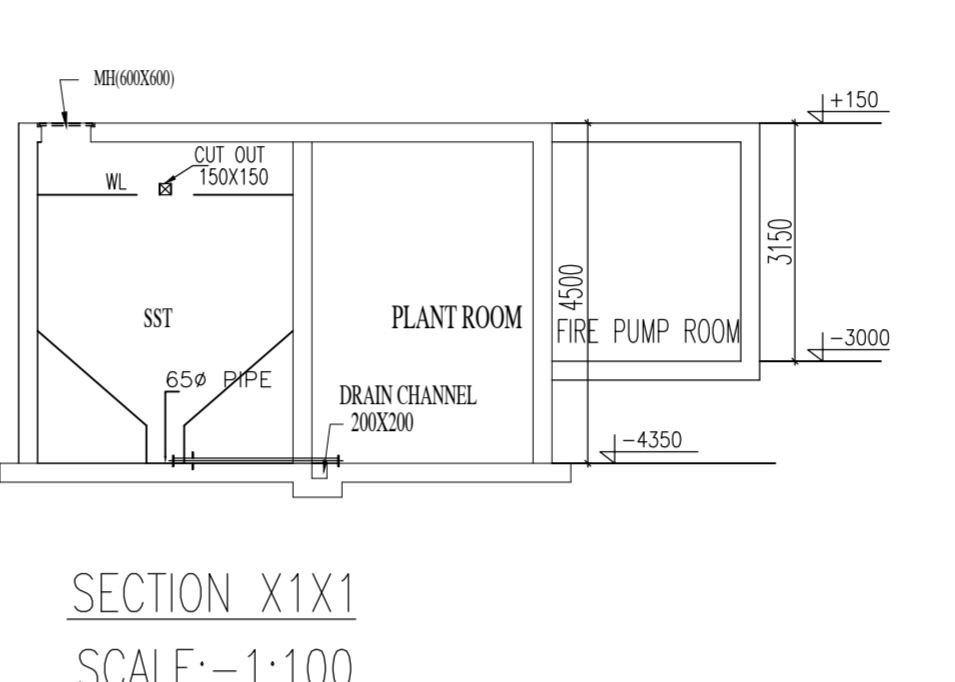 MH(600X600)
+150
CUT OUT
150X150
WL
3150
4500
SST
PLANT ROOM
FIRE PUMP ROOM
-3000
65ø PIPE
DRAIN CHANNEL
200X200
-4350
SECTION X1X1
SCALE:-1:100